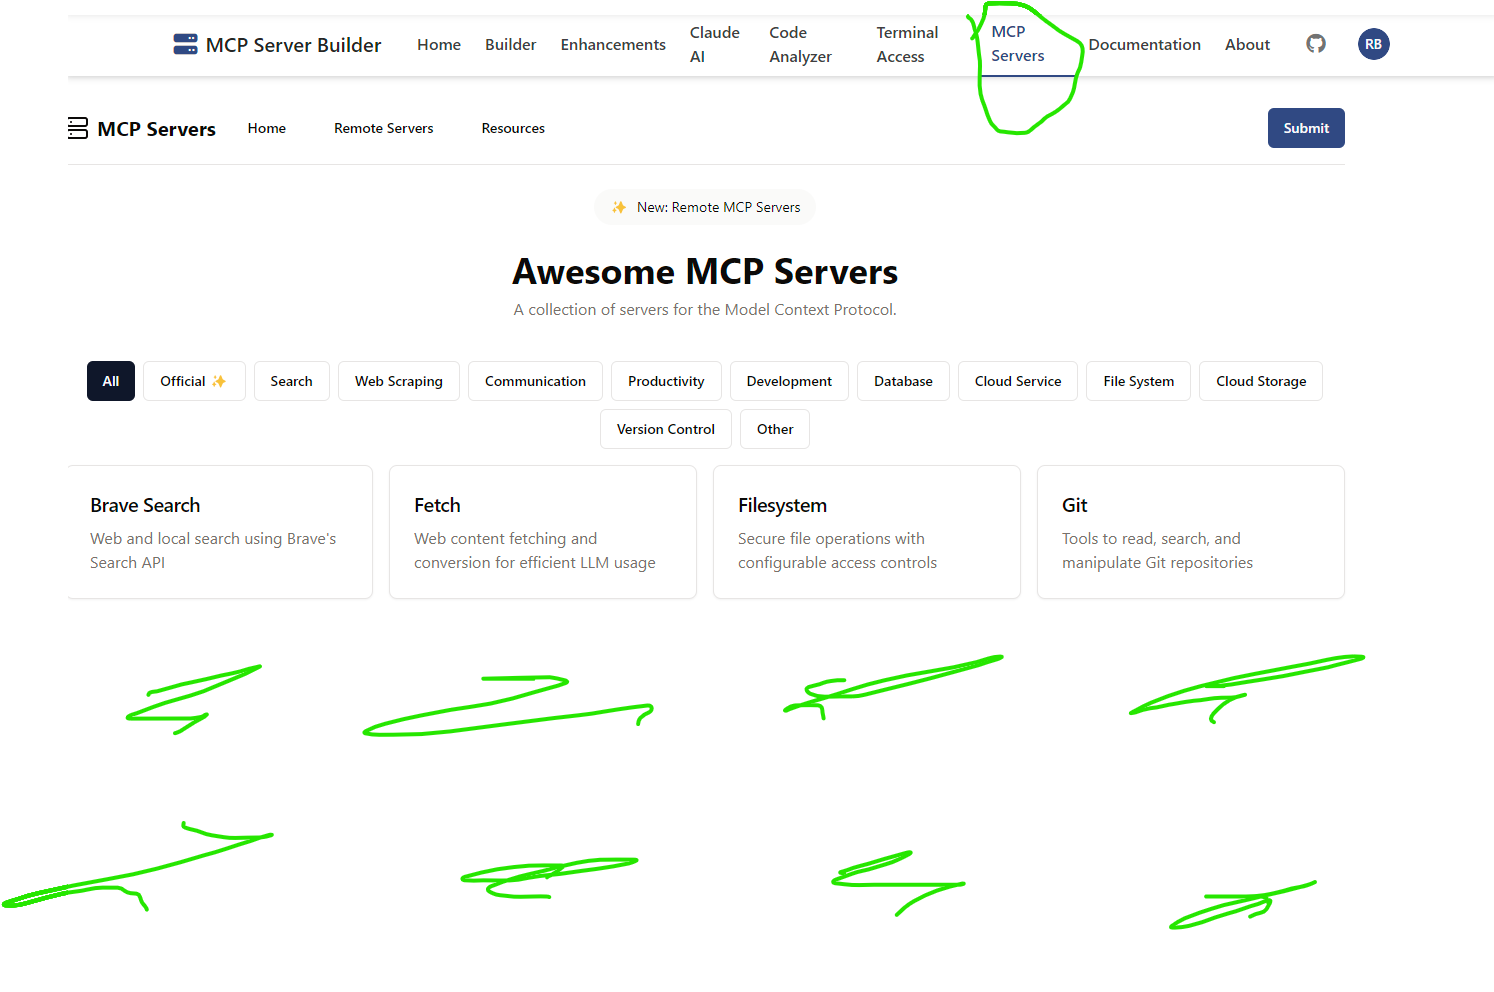 MCP Server Builder Home Builder Enhancements Claude AI Code Analyzer Terminal Access MCP Servers Documentation About RB
MCP Servers Home Remote Servers Resources Submit
✨ New: Remote MCP Servers
Awesome MCP Servers
A collection of servers for the Model Context Protocol.
All Official ✨ Search Web Scraping Communication Productivity Development Database Cloud Service File System Cloud Storage
Version Control Other
Brave Search
Web and local search using Brave's
Search API
Fetch
Web content fetching and
conversion for efficient LLM usage
Filesystem
Secure file operations with
configurable access controls
Git
Tools to read, search, and
manipulate Git repositories